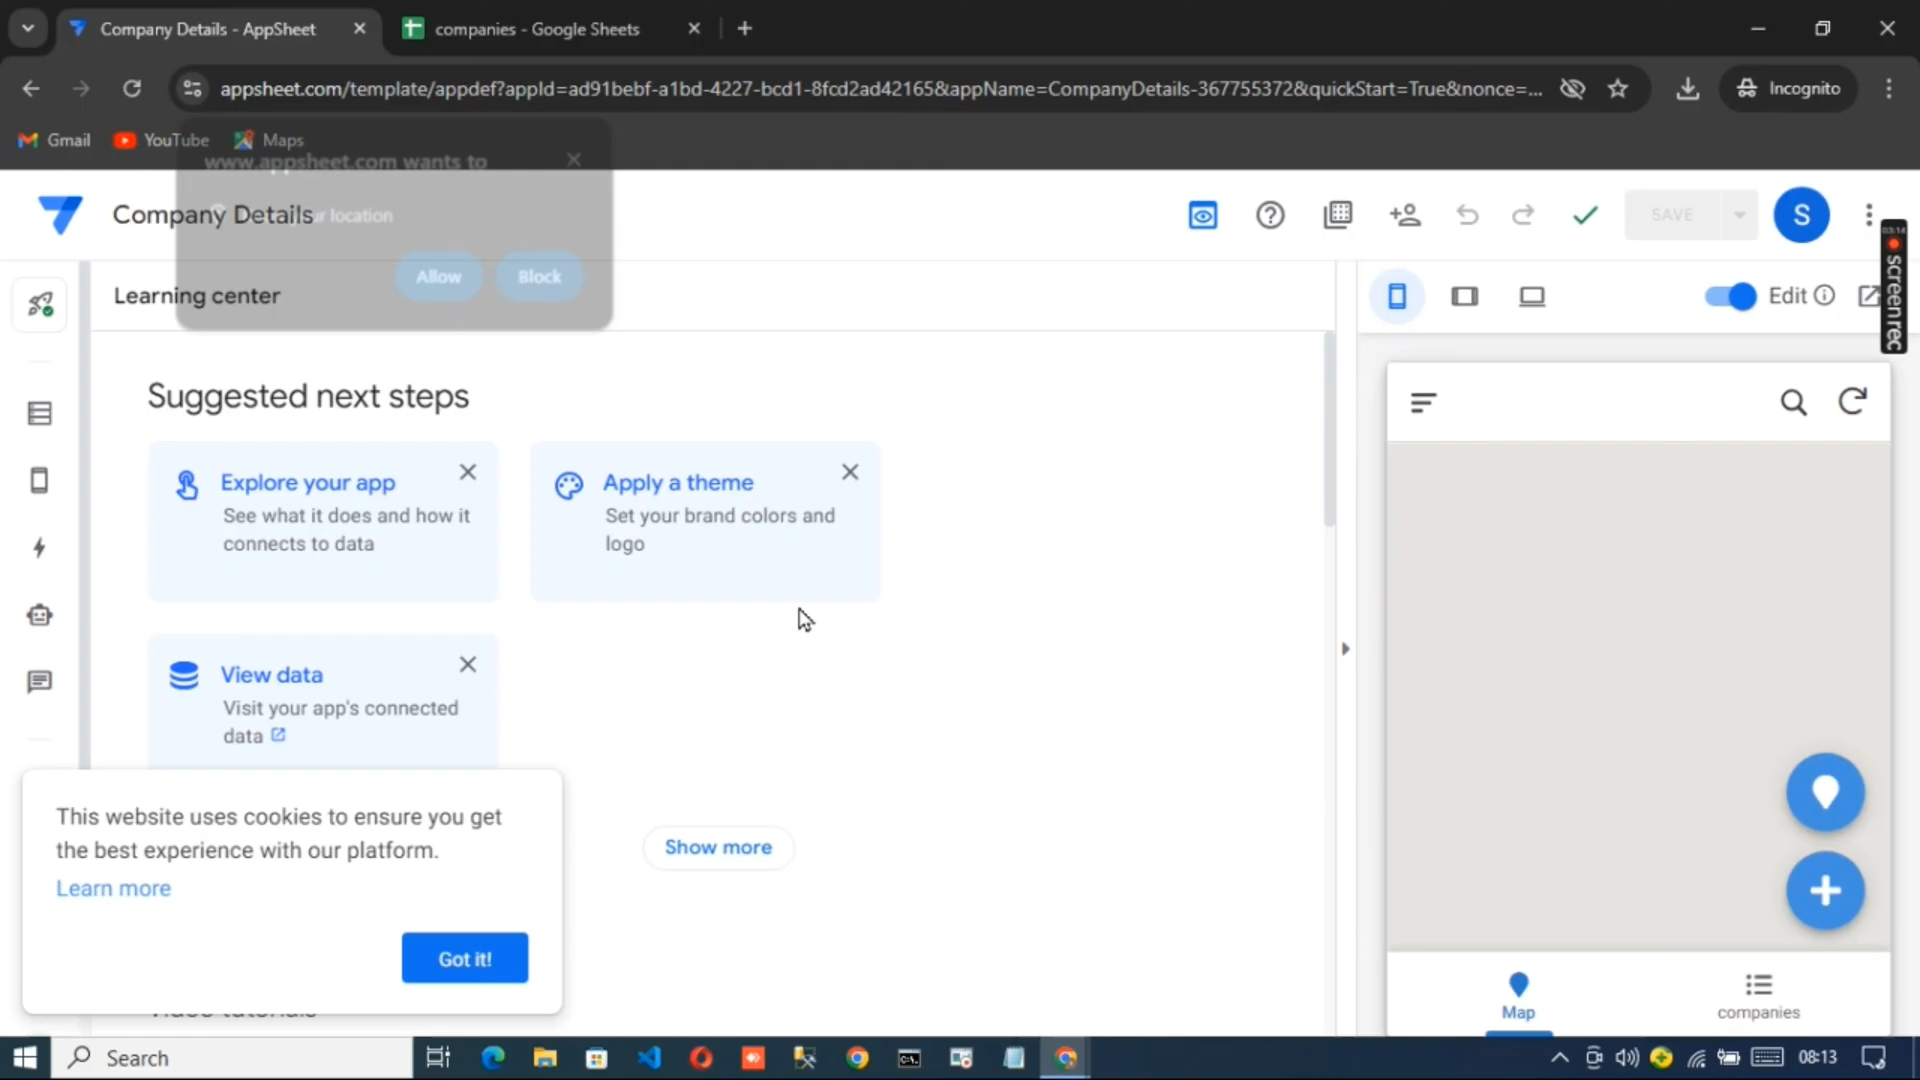 Company Details - AppSheet
companies - Google Sheets
appsheet.com/template/appdef?appId=ad91bebf-a1bd-4227-bcd1-8fcd2ad42165&appName=CompanyDetails-367755372&quickStart=True&nonce=...
Incognito
Gmail
YouTube
Maps
www.appsheet.com wants to
Company Details
location
Allow
Block
SAVE
S
03:14
screenrec
Learning center
Edit
Suggested next steps
Explore your app
See what it does and how it
connects to data
Apply a theme
Set your brand colors and
logo
View data
Visit your app's connected
data
This website uses cookies to ensure you get
the best experience with our platform.
Learn more
Got it!
Show more
Video tutorials
Map
companies
Search
08:13